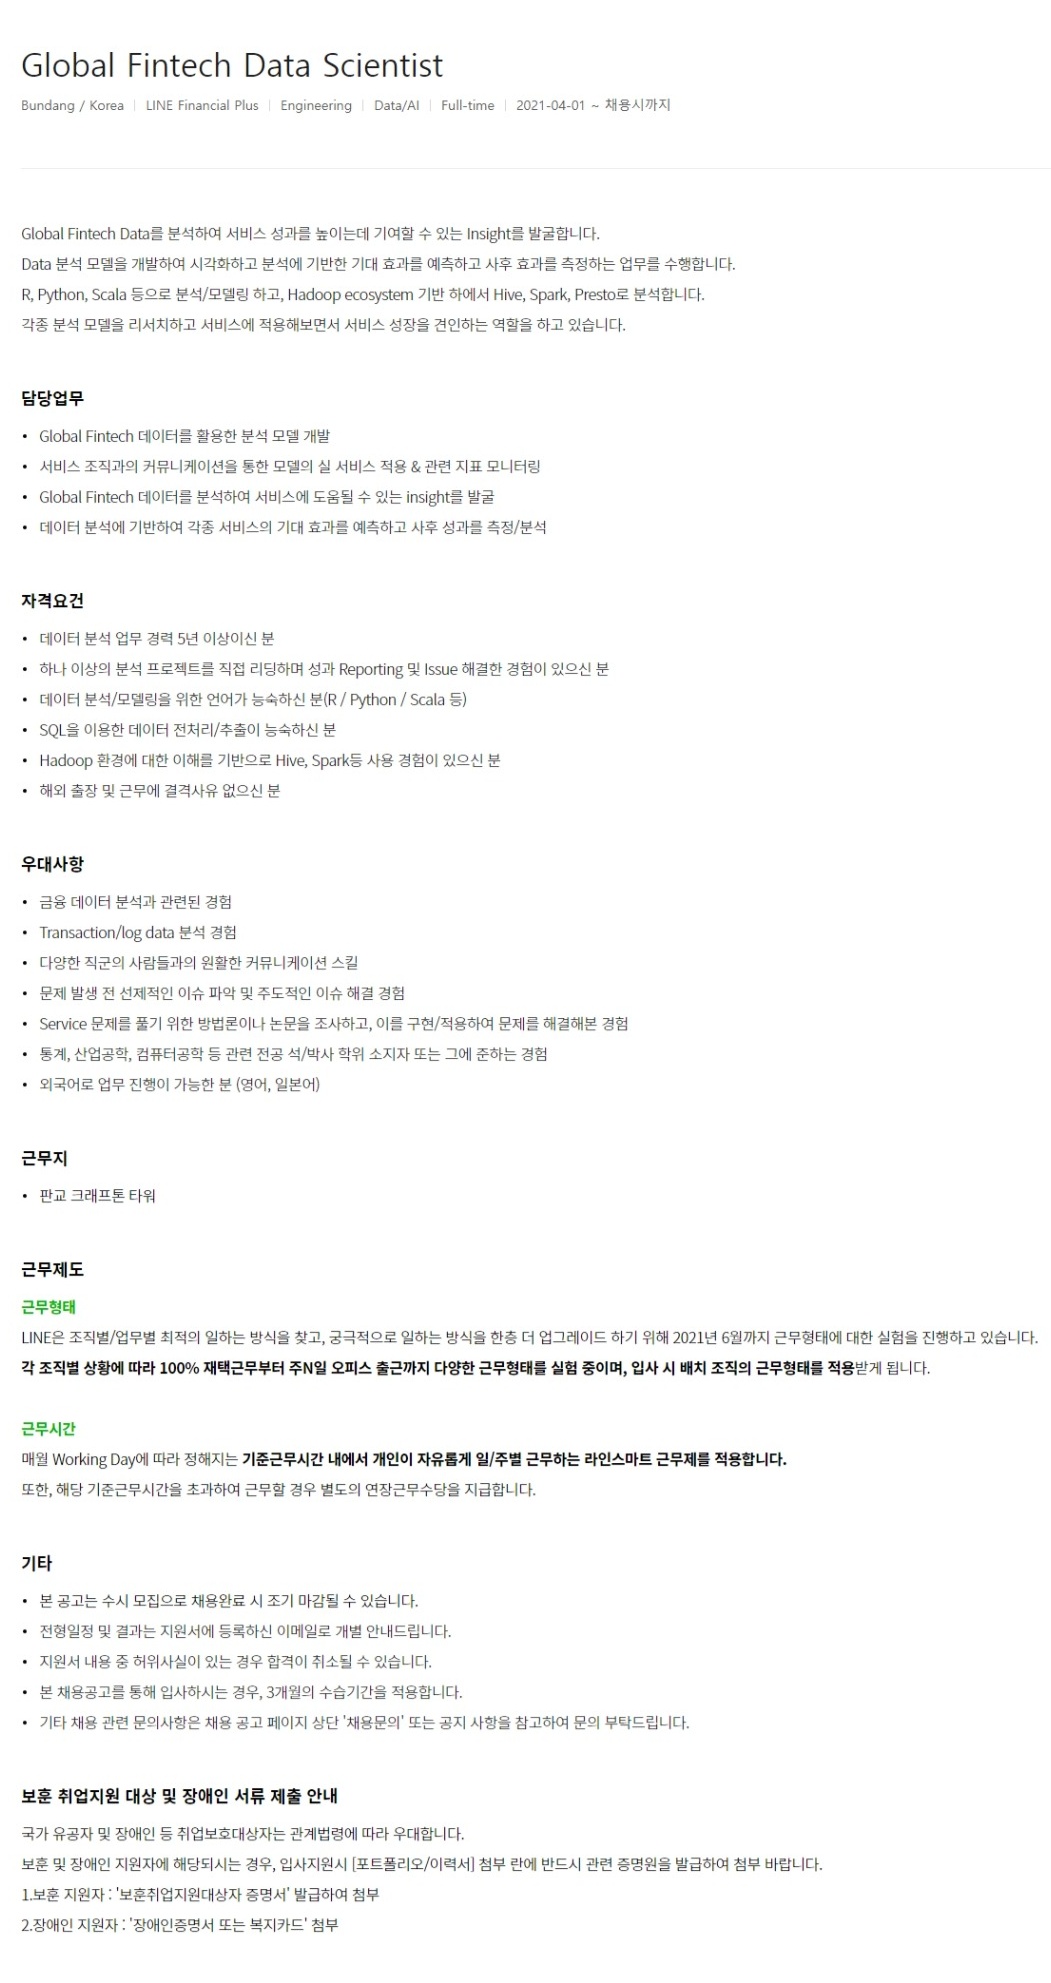 Global Fintech Data Scientist
Bundang / Korea | LINE Financial Plus | Engineering | Data/AI | Full-time | 2021-04-01 ~ 채용시까지
Global Fintech Data를 분석하여 서비스 성과를 높이는데 기여할 수 있는 Insight를 발굴합니다.
Data 분석 모델을 개발하여 시각화하고 분석에 기반한 기대 효과를 예측하고 사후 효과를 측정하는 업무를 수행합니다.
R, Python, Scala 등으로 분석/모델링 하고, Hadoop ecosystem 기반 하에서 Hive, Spark, Presto로 분석합니다.
각종 분석 모델을 리서치하고 서비스에 적용해보면서 서비스 성장을 견인하는 역할을 하고 있습니다.
담당업무
• Global Fintech 데이터를 활용한 분석 모델 개발
• 서비스 조직과의 커뮤니케이션을 통한 모델의 실 서비스 적용 & 관련 지표 모니터링
• Global Fintech 데이터를 분석하여 서비스에 도움될 수 있는 insight를 발굴
• 데이터 분석에 기반하여 각종 서비스의 기대 효과를 예측하고 사후 성과를 측정/분석
자격요건
• 데이터 분석 업무 경력 5년 이상이신 분
• 하나 이상의 분석 프로젝트를 직접 리딩하며 성과 Reporting 및 Issue 해결한 경험이 있으신 분
• 데이터 분석/모델링을 위한 언어가 능숙하신 분(R / Python / Scala 등)
• SQL을 이용한 데이터 전처리/추출이 능숙하신 분
• Hadoop 환경에 대한 이해를 기반으로 Hive, Spark등 사용 경험이 있으신 분
• 해외 출장 및 근무에 결격사유 없으신 분
우대사항
• 금융 데이터 분석과 관련된 경험
• Transaction/log data 분석 경험
• 다양한 직군의 사람들과의 원활한 커뮤니케이션 스킬
• 문제 발생 전 선제적인 이슈 파악 및 주도적인 이슈 해결 경험
• Service 문제를 풀기 위한 방법론이나 논문을 조사하고, 이를 구현/적용하여 문제를 해결해본 경험
• 통계, 산업공학, 컴퓨터공학 등 관련 전공 석/박사 학위 소지자 또는 그에 준하는 경험
• 외국어로 업무 진행이 가능한 분 (영어, 일본어)
근무지
• 판교 크래프톤 타워
근무제도
근무형태
LINE은 조직별/업무별 최적의 일하는 방식을 찾고, 궁극적으로 일하는 방식을 한층 더 업그레이드 하기 위해 2021년 6월까지 근무형태에 대한 실험을 진행하고 있습니다.
각 조직별 상황에 따라 100% 재택근무부터 주N일 오피스 출근까지 다양한 근무형태를 실험 중이며, 입사 시 배치 조직의 근무형태를 적용받게 됩니다.
근무시간
매월 Working Day에 따라 정해지는 기준근무시간 내에서 개인이 자유롭게 일/주별 근무하는 라인스마트 근무제를 적용합니다.
또한, 해당 기준근무시간을 초과하여 근무할 경우 별도의 연장근무수당을 지급합니다.
기타
• 본 공고는 수시 모집으로 채용완료 시 조기 마감될 수 있습니다.
• 전형일정 및 결과는 지원서에 등록하신 이메일로 개별 안내드립니다.
• 지원서 내용 중 허위사실이 있는 경우 합격이 취소될 수 있습니다.
• 본 채용공고를 통해 입사하시는 경우, 3개월의 수습기간을 적용합니다.
• 기타 채용 관련 문의사항은 채용 공고 페이지 상단 '채용문의' 또는 공지 사항을 참고하여 문의 부탁드립니다.
보훈 취업지원 대상 및 장애인 서류 제출 안내
국가 유공자 및 장애인 등 취업보호대상자는 관계법령에 따라 우대합니다.
보훈 및 장애인 지원자에 해당되시는 경우, 입사지원시 [포트폴리오/이력서] 첨부 란에 반드시 관련 증명원을 발급하여 첨부 바랍니다.
1.보훈 지원자 : '보훈취업지원대상자 증명서' 발급하여 첨부
2.장애인 지원자 : '장애인증명서 또는 복지카드' 첨부